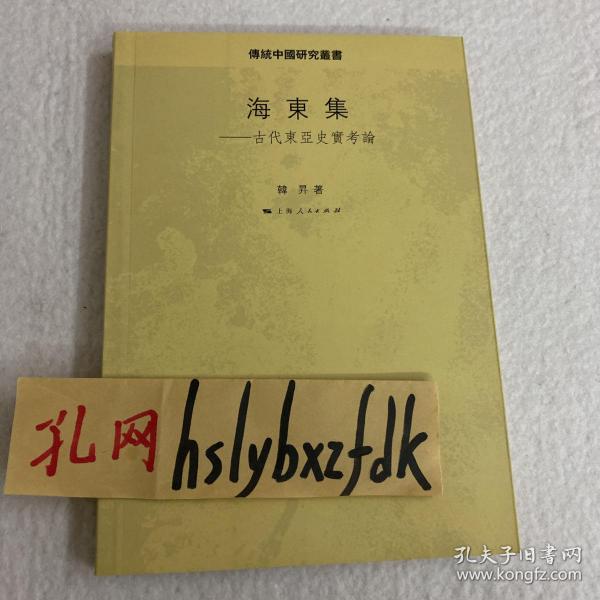 傳統中國研究叢書
海東集
——古代東亞史實考論
韓昇著
上海人民出版社
孔网 hslybxzfdk
孔夫子旧书网
www.kongfz.com